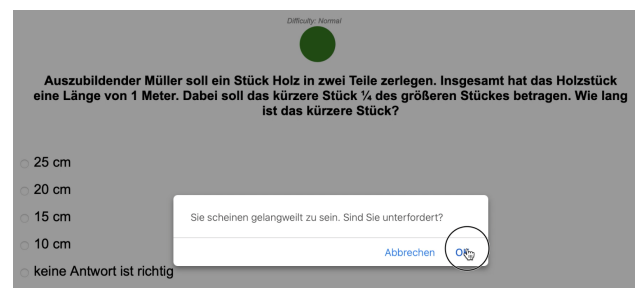 Difficulty: Normal
Auszubildender Müller soll ein Stück Holz in zwei Teile zerlegen. Insgesamt hat das Holzstück
eine Länge von 1 Meter. Dabei soll das kürzere Stück ¼ des größeren Stückes betragen. Wie lang
ist das kürzere Stück?
25 cm
20 cm
15 cm
10 cm
keine Antwort ist richtig
Sie scheinen gelangweilt zu sein. Sind Sie unterfordert?
Abbrechen OK